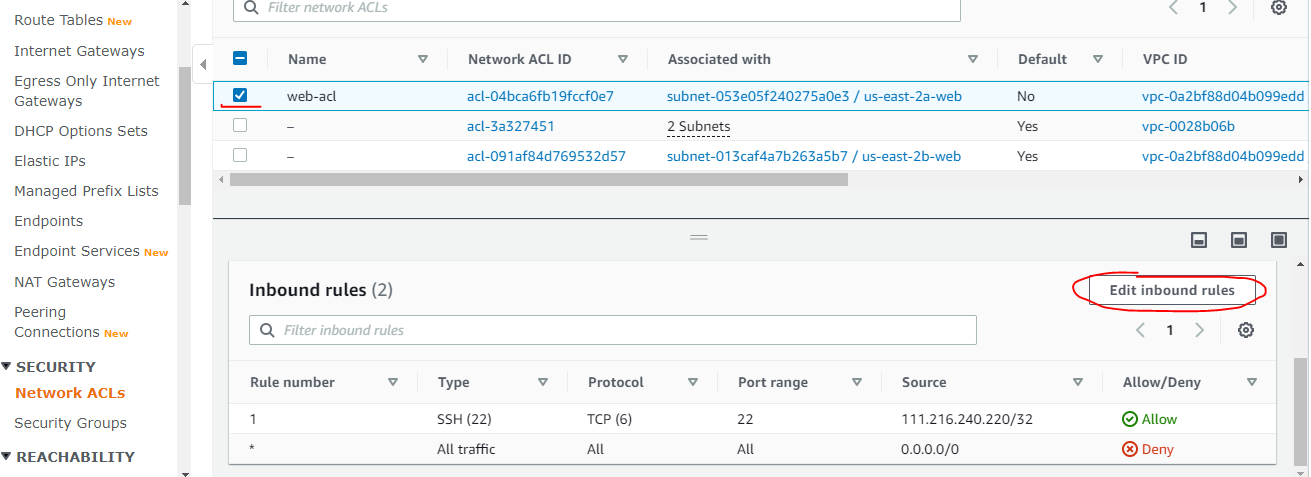 Route Tables New
Internet Gateways
Egress Only Internet
Gateways
DHCP Options Sets
Elastic IPs
Managed Prefix Lists
Endpoints
Endpoint Services New
NAT Gateways
Peering
Connections New
SECURITY
Network ACLs
Security Groups
REACHABILITY
Filter network ACLs
1
Name Network ACL ID Associated with Default VPC ID
web-acl acl-04bca6fb19fccf0e7 subnet-053e05f240275a0e3 / us-east-2a-web No vpc-0a2bf88d04b099edd
– acl-3a327451 2 Subnets Yes vpc-0028b06b
– acl-091af84d769532d57 subnet-013caf4a7b263a5b7 / us-east-2b-web Yes vpc-0a2bf88d04b099edd
Inbound rules (2)
Edit inbound rules
Filter inbound rules
1
Rule number Type Protocol Port range Source Allow/Deny
1 SSH (22) TCP (6) 22 111.216.240.220/32 Allow
* All traffic All All 0.0.0.0/0 Deny